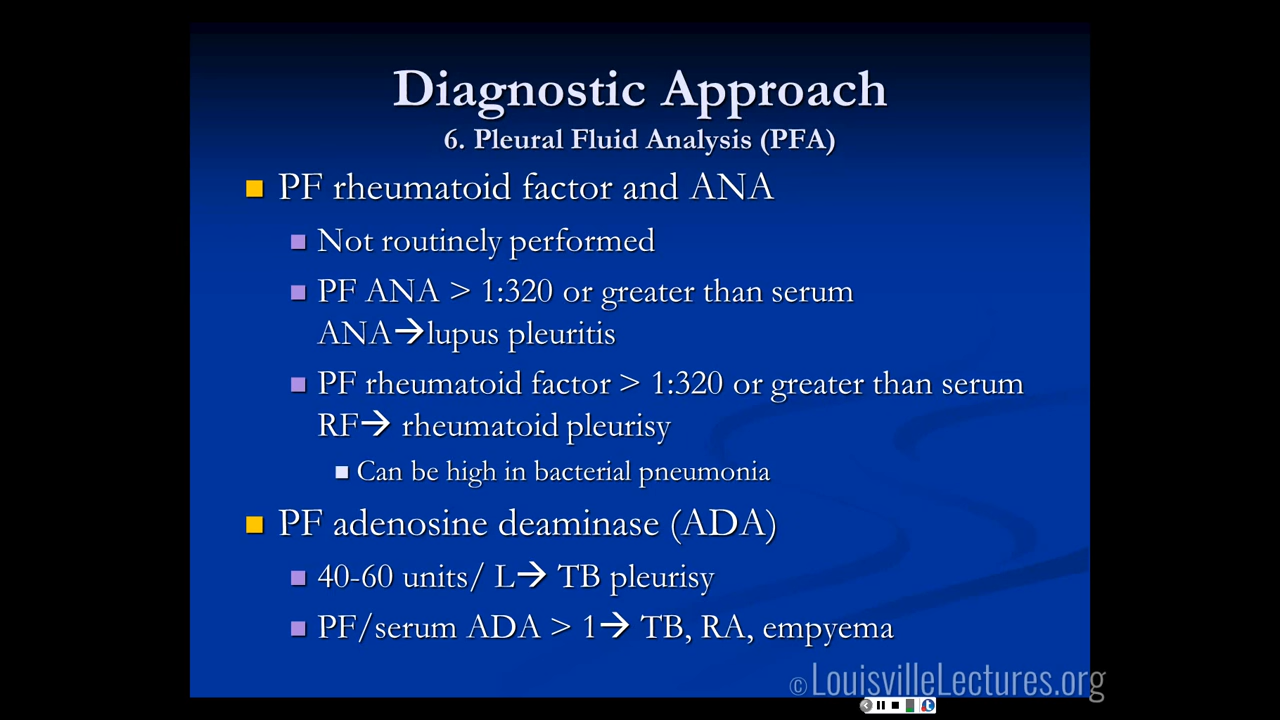 Diagnostic Approach
6. Pleural Fluid Analysis (PFA)
PF rheumatoid factor and ANA
Not routinely performed
PF ANA > 1:320 or greater than serum
ANA→lupus pleuritis
PF rheumatoid factor > 1:320 or greater than serum
RF→ rheumatoid pleurisy
Can be high in bacterial pneumonia
PF adenosine deaminase (ADA)
40-60 units/ L→ TB pleurisy
PF/serum ADA > 1→ TB, RA, empyema
© LouisvilleLectures.org